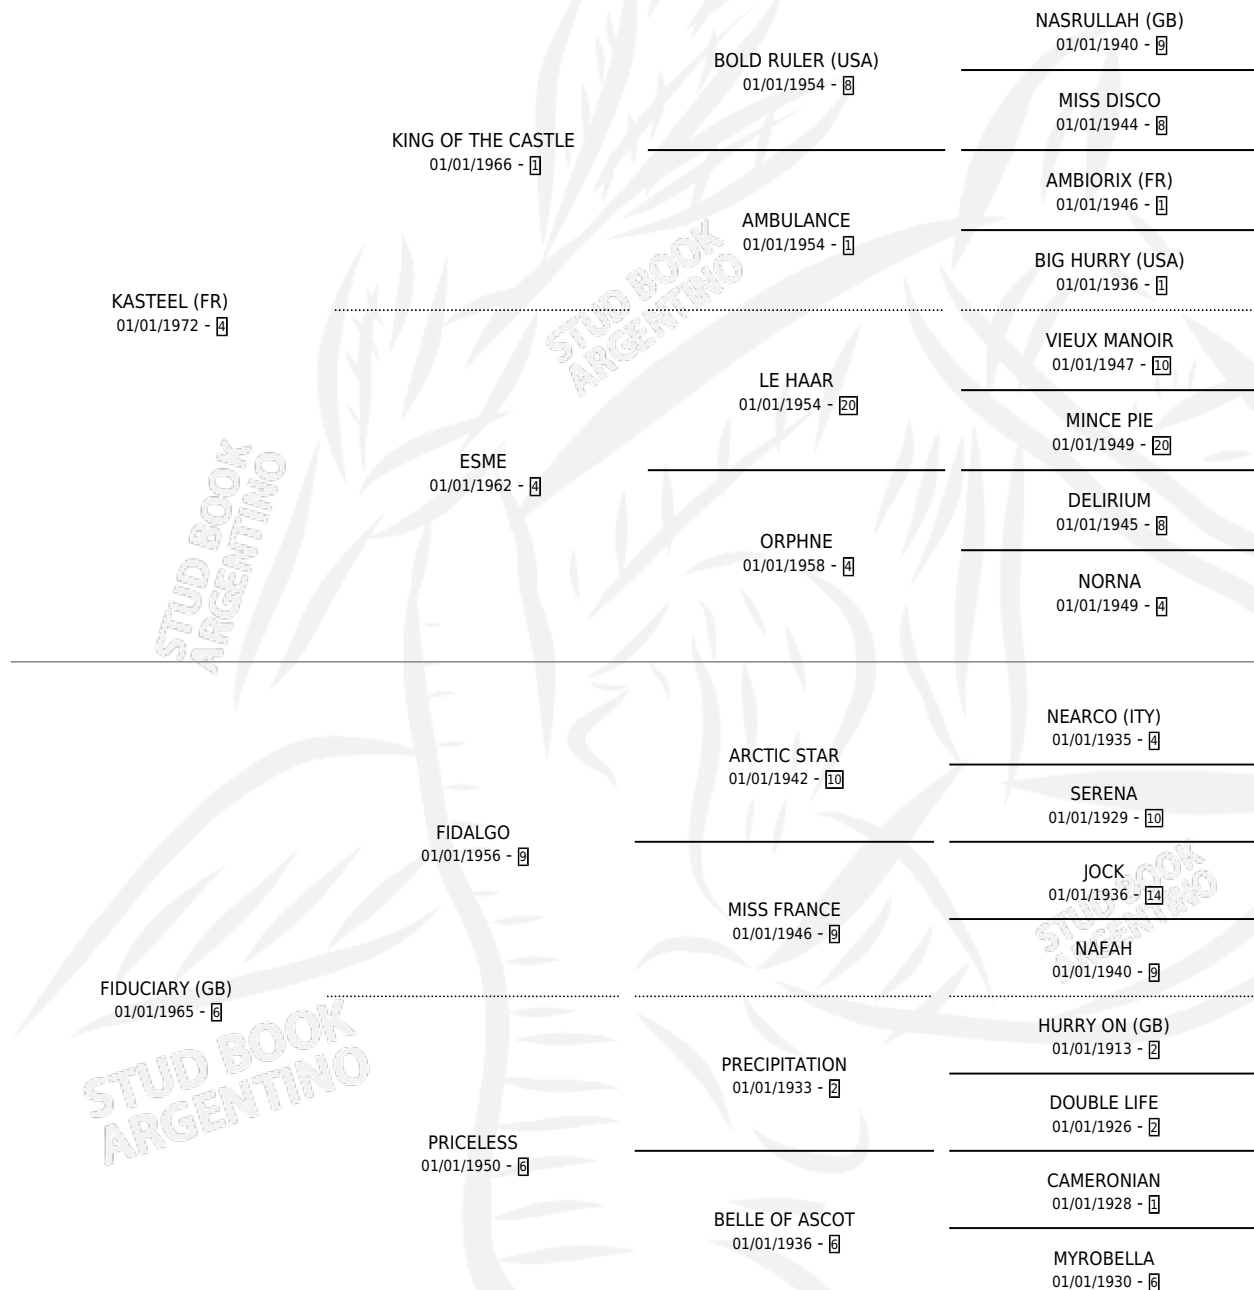 NASRULLAH (GB)
01/01/1940 - 9
BOLD RULER (USA)
01/01/1954 - 8
MISS DISCO
01/01/1944 - 8
KING OF THE CASTLE
01/01/1966 - 1
AMBIORIX (FR)
01/01/1946 - 1
AMBULANCE
01/01/1954 - 1
BIG HURRY (USA)
01/01/1936 - 1
KASTEEL (FR)
01/01/1972 - 4
VIEUX MANOIR
01/01/1947 - 10
LE HAAR
01/01/1954 - 20
MINCE PIE
01/01/1949 - 20
ESME
01/01/1962 - 4
DELIRIUM
01/01/1945 - 8
ORPHNE
01/01/1958 - 4
NORNA
01/01/1949 - 4
NEARCO (ITY)
01/01/1935 - 4
ARCTIC STAR
01/01/1942 - 10
SERENA
01/01/1929 - 10
FIDALGO
01/01/1956 - 9
JOCK
01/01/1936 - 14
MISS FRANCE
01/01/1946 - 9
NAFAH
01/01/1940 - 9
FIDUCIARY (GB)
01/01/1965 - 6
HURRY ON (GB)
01/01/1913 - 2
PRECIPITATION
01/01/1933 - 2
DOUBLE LIFE
01/01/1926 - 2
PRICELESS
01/01/1950 - 6
CAMERONIAN
01/01/1928 - 1
BELLE OF ASCOT
01/01/1936 - 6
MYROBELLA
01/01/1930 - 6
STUD BOOK
ARGENTINO
STUD BOOK
ARGENTINO
STUD BOOK
ARGENTINO
STUD BOOK
ARGENTINO